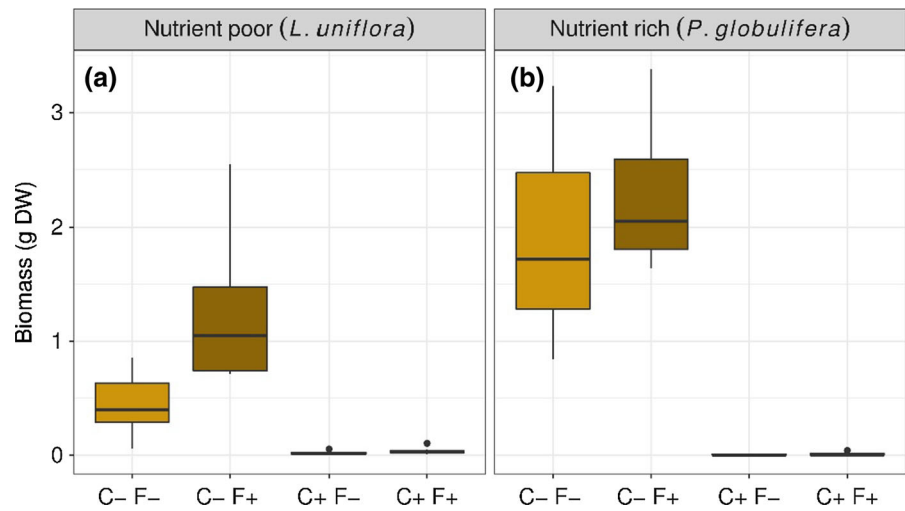 Nutrient poor (L. uniflora)
Nutrient rich (P. globulifera)
(a)
(b)
Biomass (g DW)
3
2
1
0
C− F−
C− F+
C+ F−
C+ F+
C− F−
C− F+
C+ F−
C+ F+